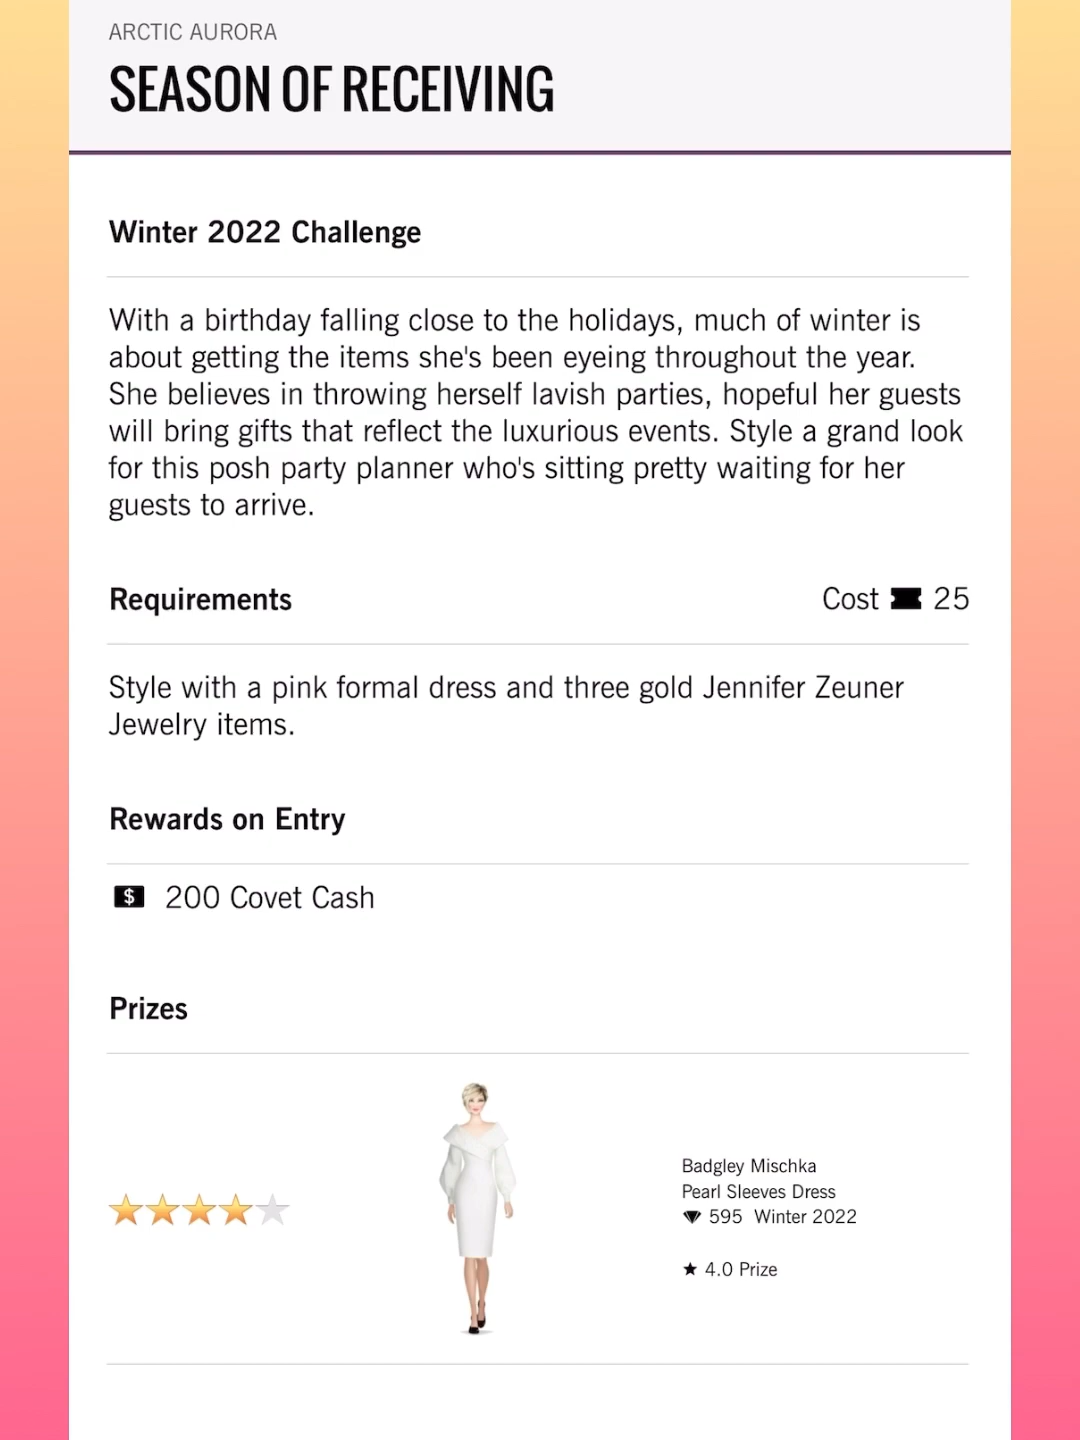 ARCTIC AURORA
SEASON OF RECEIVING
Winter 2022 Challenge
With a birthday falling close to the holidays, much of winter is
about getting the items she's been eyeing throughout the year.
She believes in throwing herself lavish parties, hopeful her guests
will bring gifts that reflect the luxurious events. Style a grand look
for this posh party planner who's sitting pretty waiting for her
guests to arrive.
Requirements
Cost 25
Style with a pink formal dress and three gold Jennifer Zeuner
Jewelry items.
Rewards on Entry
$ 200 Covet Cash
Prizes
Badgley Mischka
Pearl Sleeves Dress
595 Winter 2022
★ 4.0 Prize